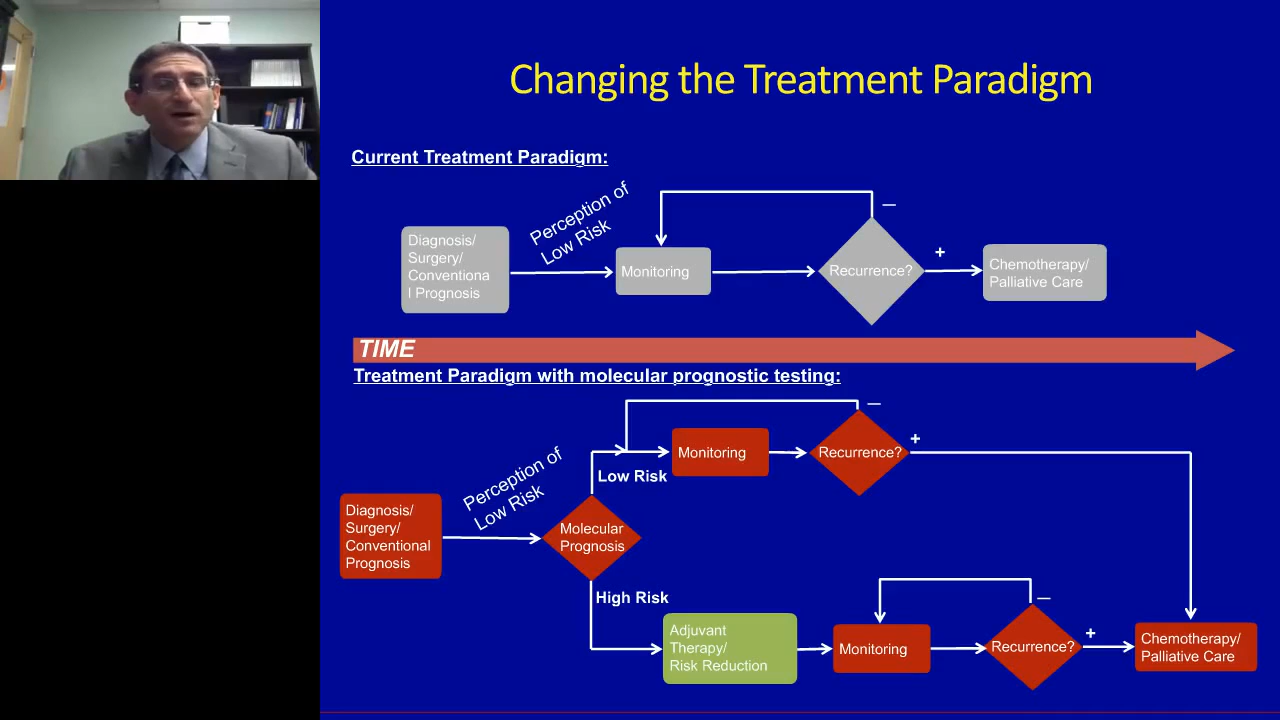 Changing the Treatment Paradigm
Current Treatment Paradigm:
Diagnosis/
Surgery/
Conventiona
l Prognosis
Perception of
Low Risk
Monitoring
Recurrence?
—
+
Chemotherapy/
Palliative Care
TIME
Treatment Paradigm with molecular prognostic testing:
Diagnosis/
Surgery/
Conventional
Prognosis
Perception of
Low Risk
Molecular
Prognosis
Low Risk
Monitoring
Recurrence?
—
+
High Risk
Adjuvant
Therapy/
Risk Reduction
Monitoring
Recurrence?
—
+
Chemotherapy/
Palliative Care